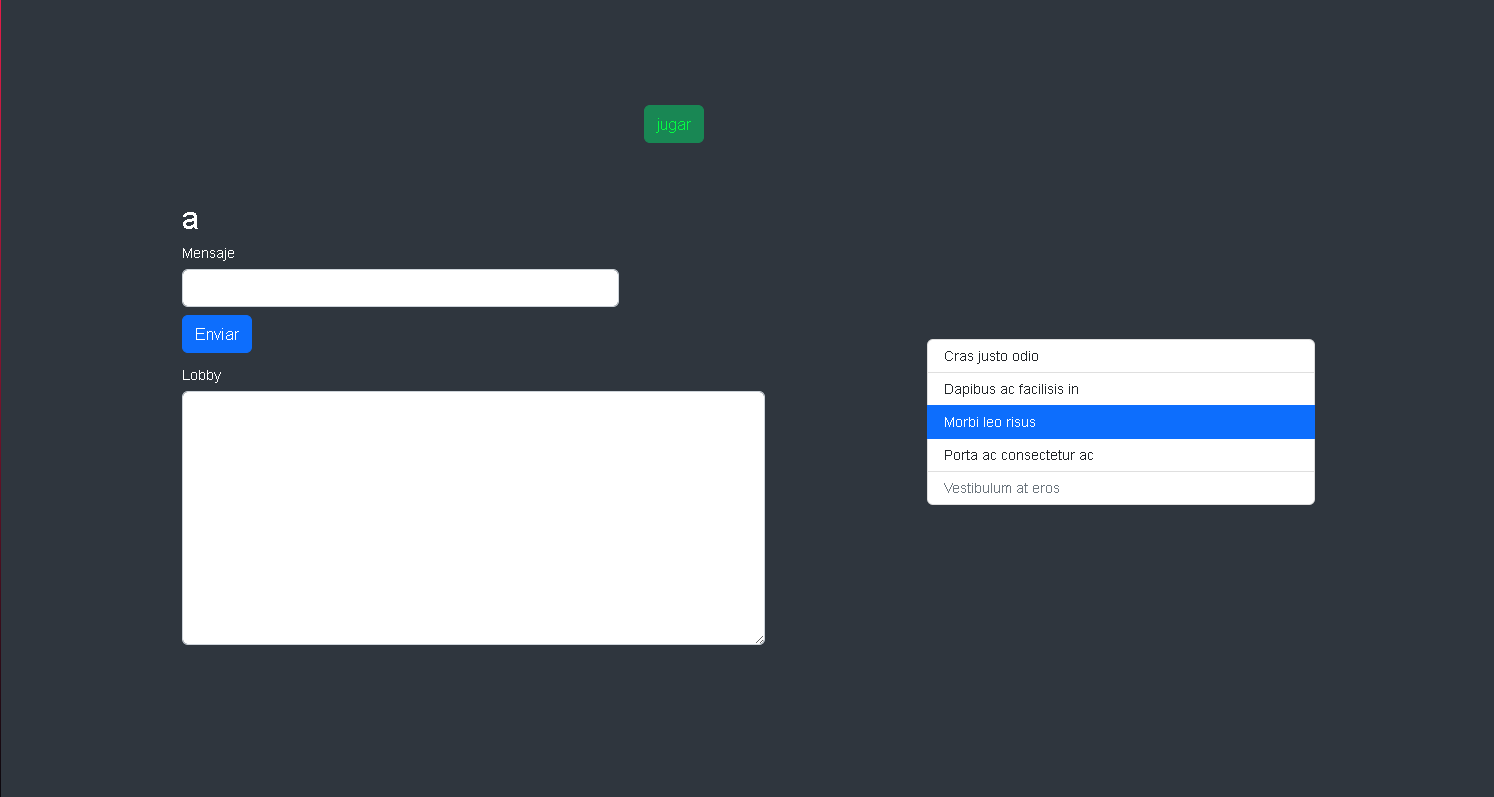 jugar
a
Mensaje
Enviar
Lobby
Cras justo odio
Dapibus ac facilisis in
Morbi leo risus
Porta ac consectetur ac
Vestibulum at eros